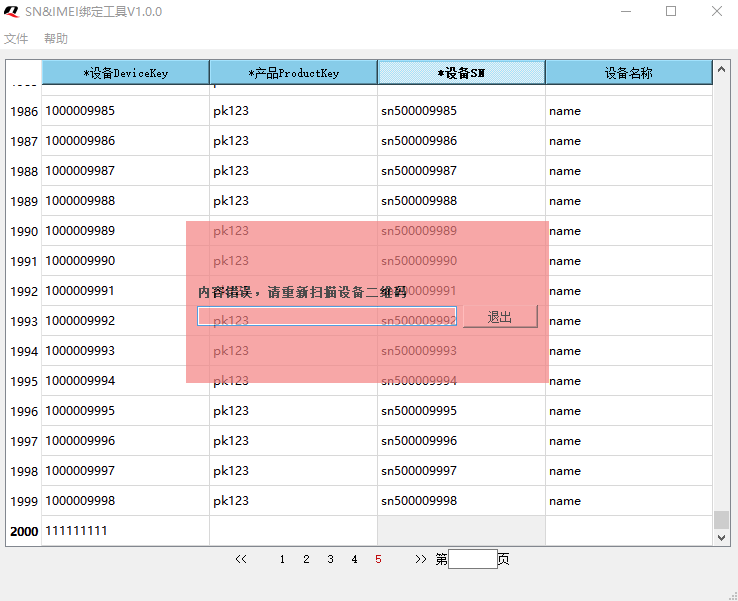 SN&IMEI绑定工具V1.0.0
文件 帮助
*设备DeviceKey *产品ProductKey *设备SN 设备名称
1986 1000009985 pk123 sn500009985 name
1987 1000009986 pk123 sn500009986 name
1988 1000009987 pk123 sn500009987 name
1989 1000009988 pk123 sn500009988 name
1990 1000009989 pk123 sn500009989 name
1991 1000009990 pk123 sn500009990 name
1992 1000009991 pk123 sn500009991 name
内容错误，请重新扫描设备二维码
1993 1000009992 pk123 sn500009992 name
退出
1994 1000009993 pk123 sn500009993 name
1995 1000009994 pk123 sn500009994 name
1996 1000009995 pk123 sn500009995 name
1997 1000009996 pk123 sn500009996 name
1998 1000009997 pk123 sn500009997 name
1999 1000009998 pk123 sn500009998 name
2000 111111111
<< 1 2 3 4 5 >> 第 页